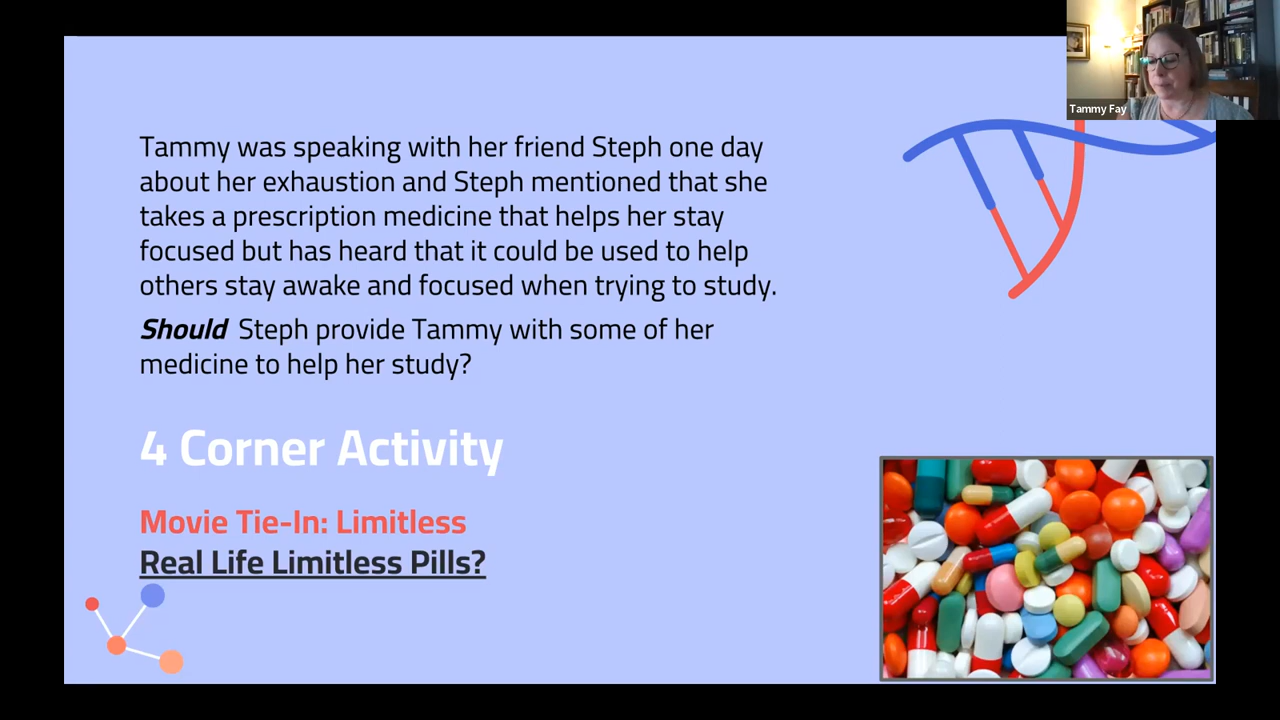 Tammy Fay
Tammy was speaking with her friend Steph one day
about her exhaustion and Steph mentioned that she
takes a prescription medicine that helps her stay
focused but has heard that it could be used to help
others stay awake and focused when trying to study.
Should Steph provide Tammy with some of her
medicine to help her study?
4 Corner Activity
Movie Tie-In: Limitless
Real Life Limitless Pills?